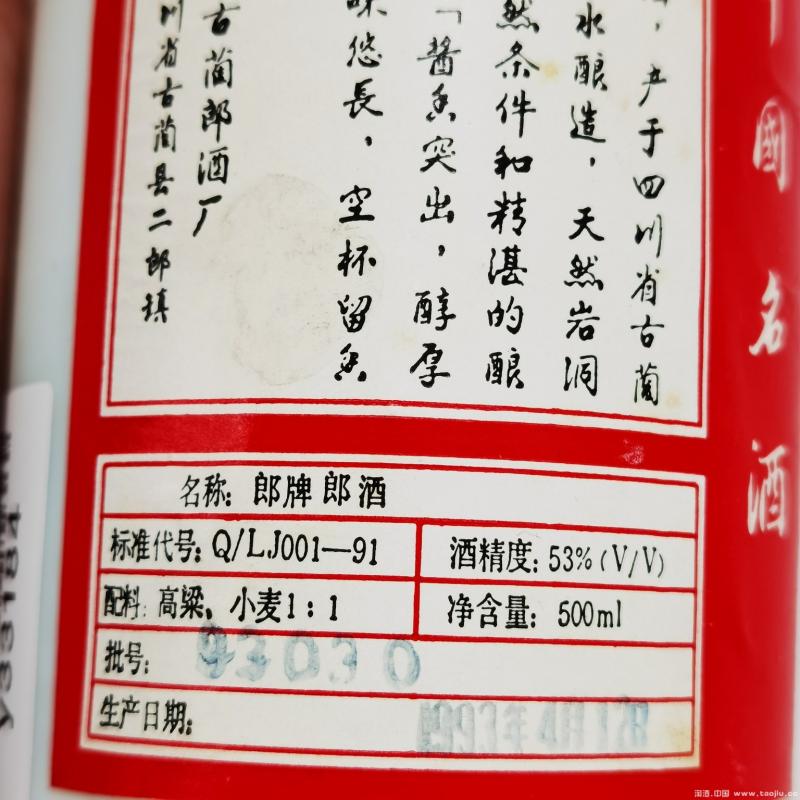 中國名酒
，产于四川省古蔺
水酿造，天然岩洞
然条件和精湛的酿
「醬香突出，醇厚
味悠長，空杯留香
古蔺郎酒厂
川省古蔺县二郎镇
名称：郎牌郎酒
标准代号：Q/LJ001—91
酒精度：53%(V/V)
配料：高粱、小麦1：1
净含量：500ml
批号：93030
生产日期：1993年4月12日
淘酒.中国 www.taojiu.cc